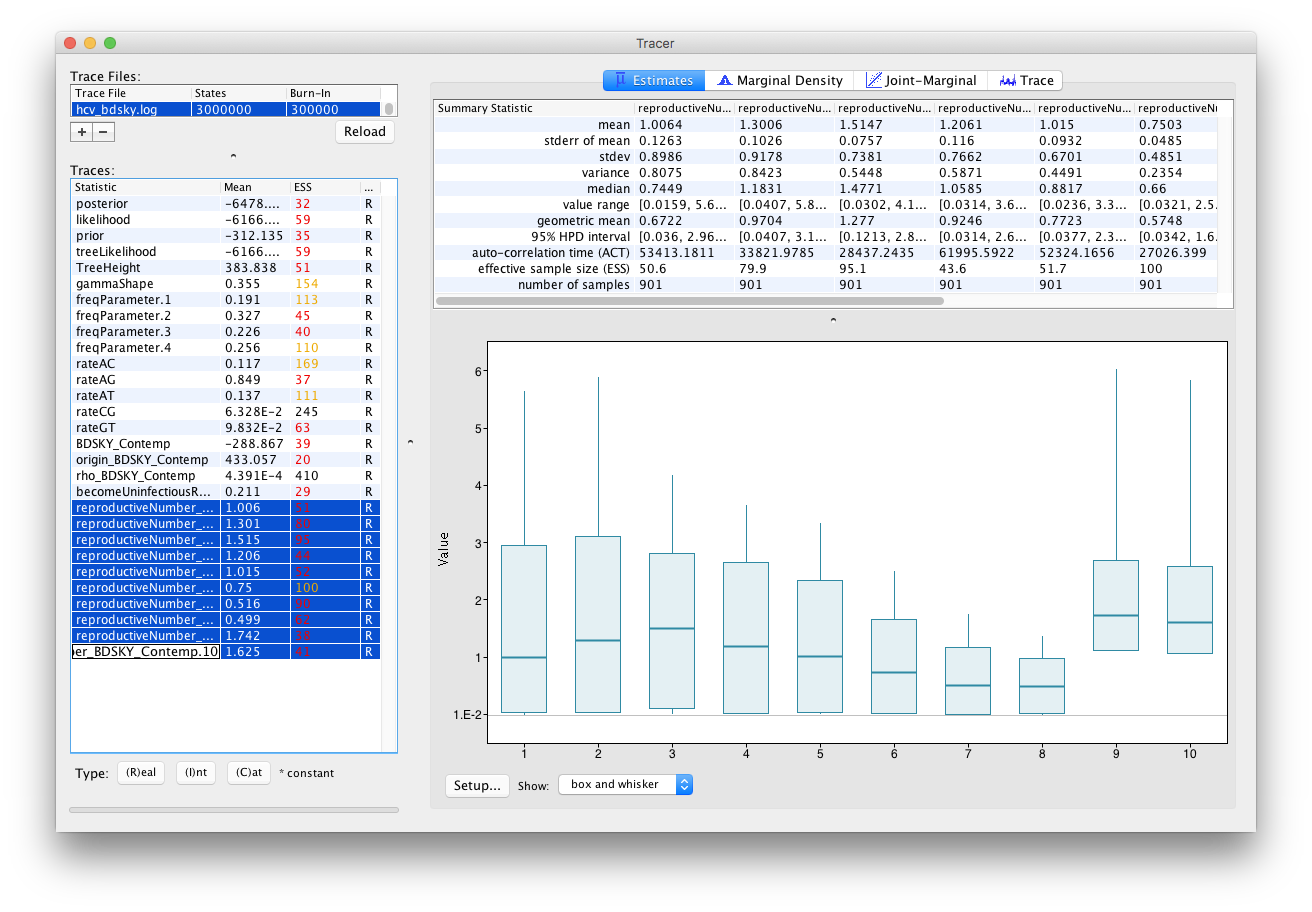 Tracer
Trace Files:
Trace File States Burn-In
hcv_bdsky.log 3000000 300000
+ − Reload
Traces:
Statistic Mean ESS ...
posterior -6478.... 32 R
likelihood -6166.... 59 R
prior -312.135 35 R
treeLikelihood -6166.... 59 R
TreeHeight 383.838 51 R
gammaShape 0.355 154 R
freqParameter.1 0.191 113 R
freqParameter.2 0.327 45 R
freqParameter.3 0.226 40 R
freqParameter.4 0.256 110 R
rateAC 0.117 169 R
rateAG 0.849 37 R
rateAT 0.137 111 R
rateCG 6.328E-2 245 R
rateGT 9.832E-2 63 R
BDSKY_Contemp -288.867 39 R
origin_BDSKY_Contemp 433.057 20 R
rho_BDSKY_Contemp 4.391E-4 410 R
becomeUninfectiousR... 0.211 29 R
reproductiveNumber_... 1.006 51 R
reproductiveNumber_... 1.301 80 R
reproductiveNumber_... 1.515 95 R
reproductiveNumber_... 1.206 44 R
reproductiveNumber_... 1.015 52 R
reproductiveNumber_... 0.75 100 R
reproductiveNumber_... 0.516 R
reproductiveNumber_... 0.499 R
reproductiveNumber_... 1.742 R
er_BDSKY_Contemp.10 1.625 R
Type: (R)eal (I)nt (C)at * constant
Estimates Marginal Density Joint-Marginal Trace
Summary Statistic reproductiveNu... reproductiveNu... reproductiveNu... reproductiveNu... reproductiveNu... reproductiveNu
mean 1.0064 1.3006 1.5147 1.2061 1.015 0.7503
stderr of mean 0.1263 0.1026 0.0757 0.116 0.0932 0.0485
stdev 0.8986 0.9178 0.7381 0.7662 0.6701 0.4851
variance 0.8075 0.8423 0.5448 0.5871 0.4491 0.2354
median 0.7449 1.1831 1.4771 1.0585 0.8817 0.66
value range [0.0159, 5.6... [0.0407, 5.8... [0.0302, 4.1... [0.0314, 3.6... [0.0236, 3.3... [0.0321, 2.5.
geometric mean 0.6722 0.9704 1.277 0.9246 0.7723 0.5748
95% HPD interval [0.036, 2.96... [0.0407, 3.1... [0.1213, 2.8... [0.0314, 2.6... [0.0377, 2.3... [0.0342, 1.6.
auto-correlation time (ACT) 53413.1811 33821.9785 28437.2435 61995.5922 52324.1656 27026.399
effective sample size (ESS) 50.6 79.9 95.1 43.6 51.7 100
number of samples 901 901 901 901 901 901
Value
6
5
4
3
2
1
1.E-2
1 2 3 4 5 6 7 8 9 10
Setup... Show: box and whisker